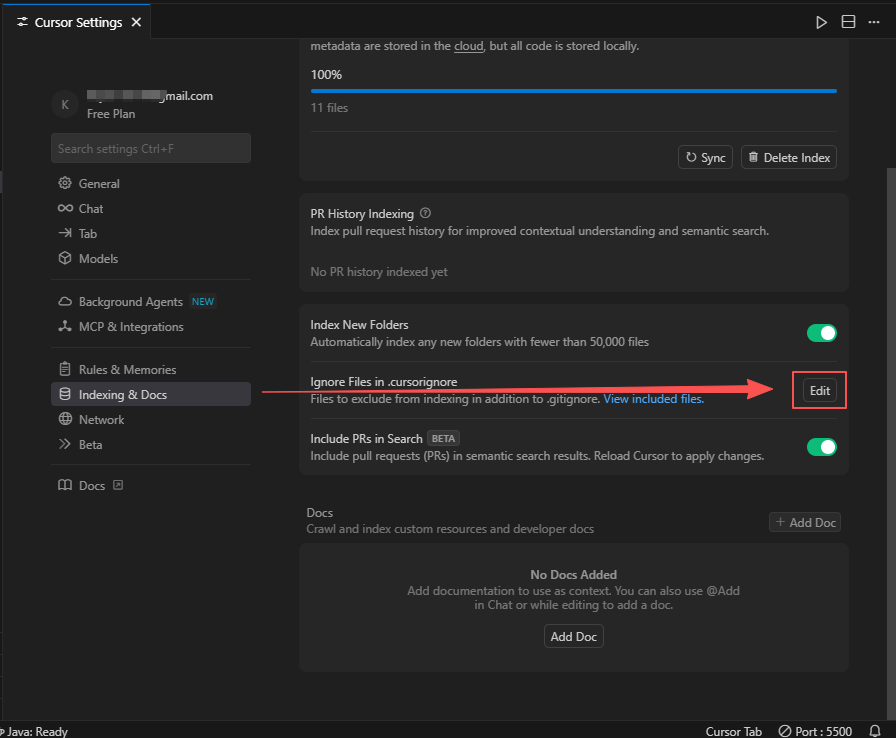 Cursor Settings
metadata are stored in the cloud, but all code is stored locally.
100%
11 files
Sync
Delete Index
K
gmail.com
Free Plan
Search settings Ctrl+F
General
Chat
Tab
Models
Background Agents NEW
MCP & Integrations
Rules & Memories
Indexing & Docs
Network
Beta
Docs
PR History Indexing
Index pull request history for improved contextual understanding and semantic search.
No PR history indexed yet
Index New Folders
Automatically index any new folders with fewer than 50,000 files
Ignore Files in .cursorignore
Files to exclude from indexing in addition to .gitignore. View included files.
Edit
Include PRs in Search BETA
Include pull requests (PRs) in semantic search results. Reload Cursor to apply changes.
Docs
Crawl and index custom resources and developer docs
+ Add Doc
No Docs Added
Add documentation to use as context. You can also use @Add
in Chat or while editing to add a doc.
Add Doc
Java: Ready
Cursor Tab
Port : 5500